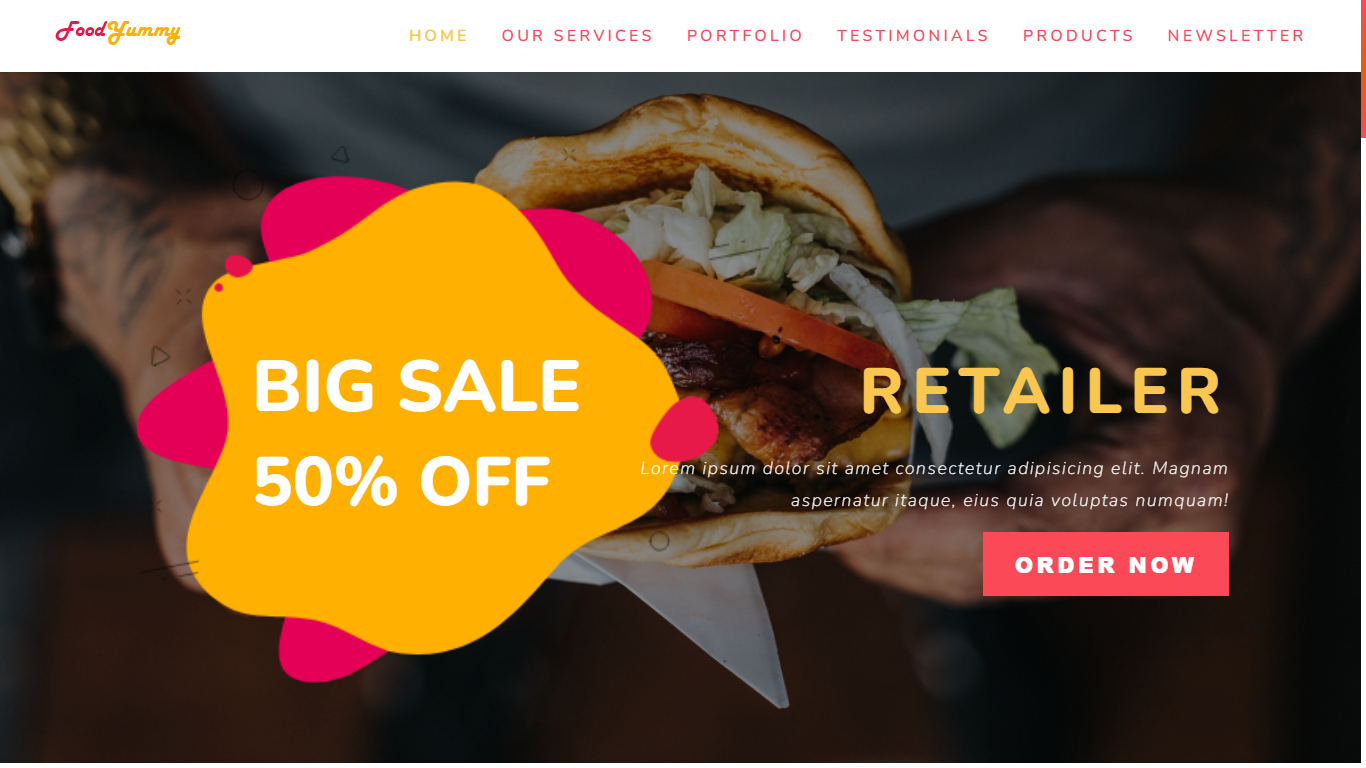 FoodYummy
HOME OUR SERVICES PORTFOLIO TESTIMONIALS PRODUCTS NEWSLETTER
BIG SALE
50% OFF
RETAILER
Lorem ipsum dolor sit amet consectetur adipisicing elit. Magnam
aspernatur itaque, eius quia voluptas numquam!
ORDER NOW